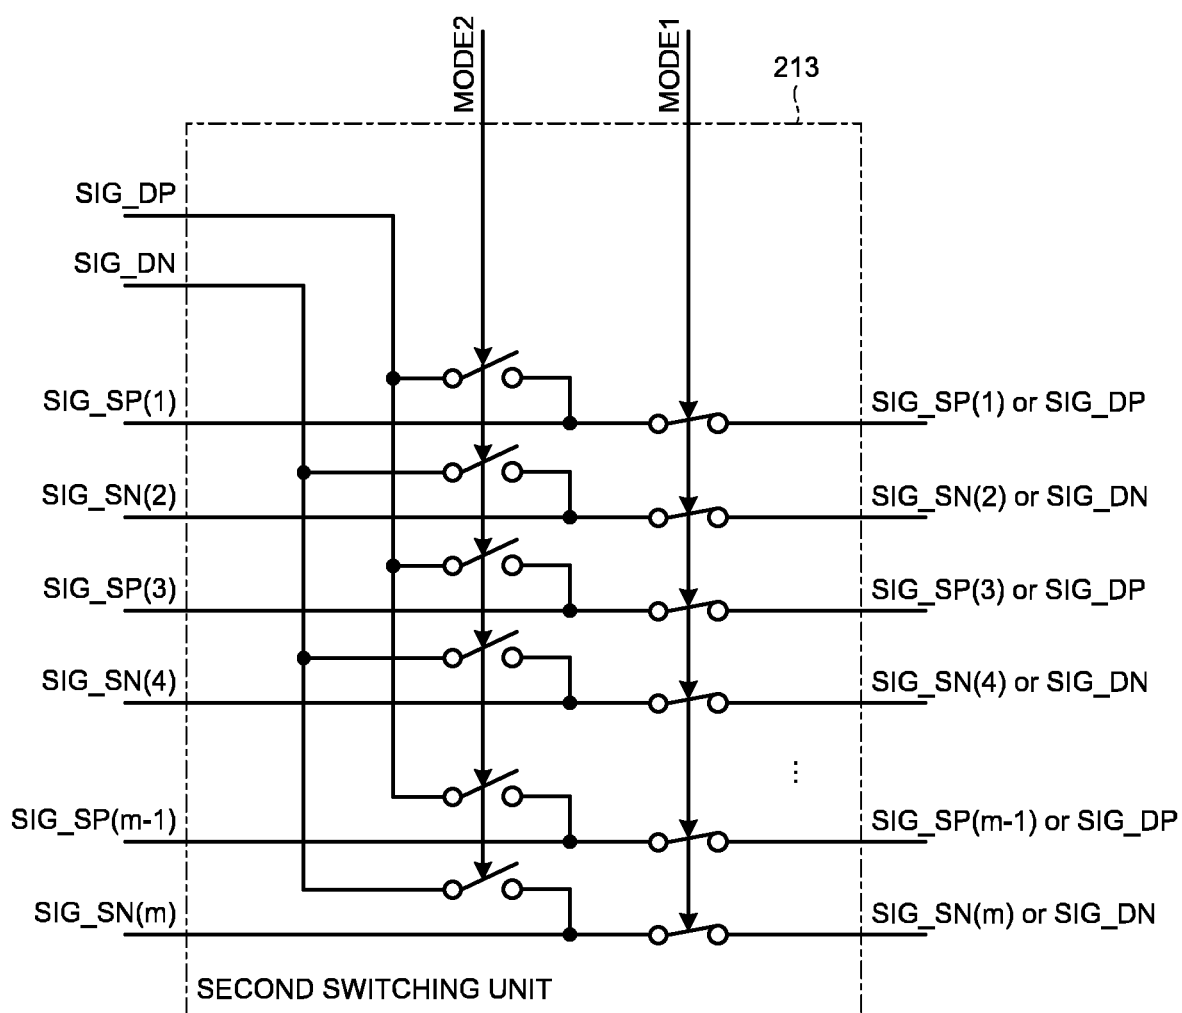 MODE2
MODE1
213
SIG_DP
SIG_DN
SIG_SP(1)
SIG_SP(1) or SIG_DP
SIG_SN(2)
SIG_SN(2) or SIG_DN
SIG_SP(3)
SIG_SP(3) or SIG_DP
SIG_SN(4)
SIG_SN(4) or SIG_DN
⋮
SIG_SP(m-1)
SIG_SP(m-1) or SIG_DP
SIG_SN(m)
SIG_SN(m) or SIG_DN
SECOND SWITCHING UNIT